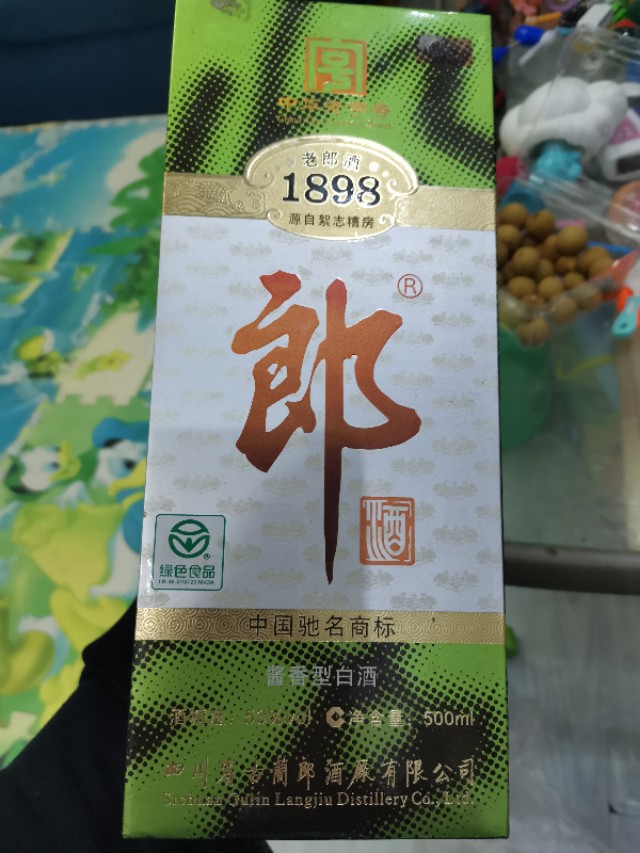 中华老字号
老郎酒
1898
源自絮志糟房
郎®
酒
绿色食品
中国驰名商标
酱香型白酒
净含量：500ml
四川省古蔺郎酒厂有限公司
Sichuan Gulin Langjiu Distillery Co., Ltd.